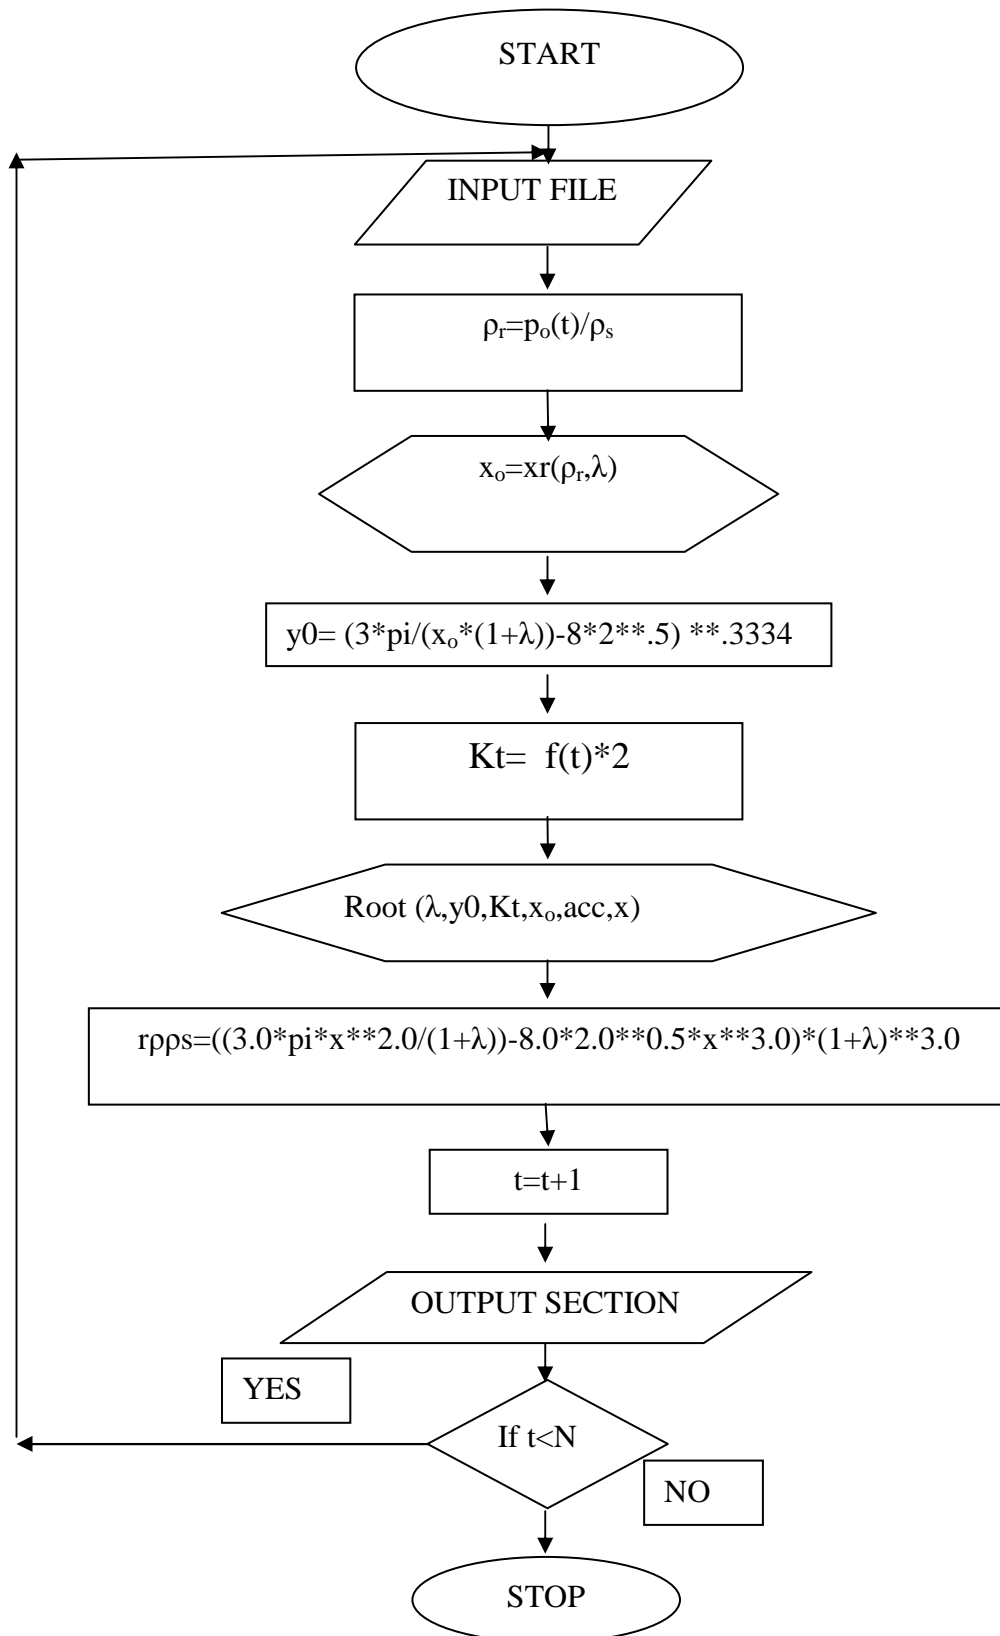 START
INPUT FILE
ρᵣ=pₒ(t)/ρₛ
xₒ=xr(ρᵣ,λ)
y0= (3*pi/(xₒ*(1+λ))-8*2**.5) **.3334
Kt= f(t)*2
Root (λ,y0,Kt,xₒ,acc,x)
rρρs=((3.0*pi*x**2.0/(1+λ))-8.0*2.0**0.5*x**3.0)*(1+λ)**3.0
t=t+1
OUTPUT SECTION
YES
If t<N
NO
STOP